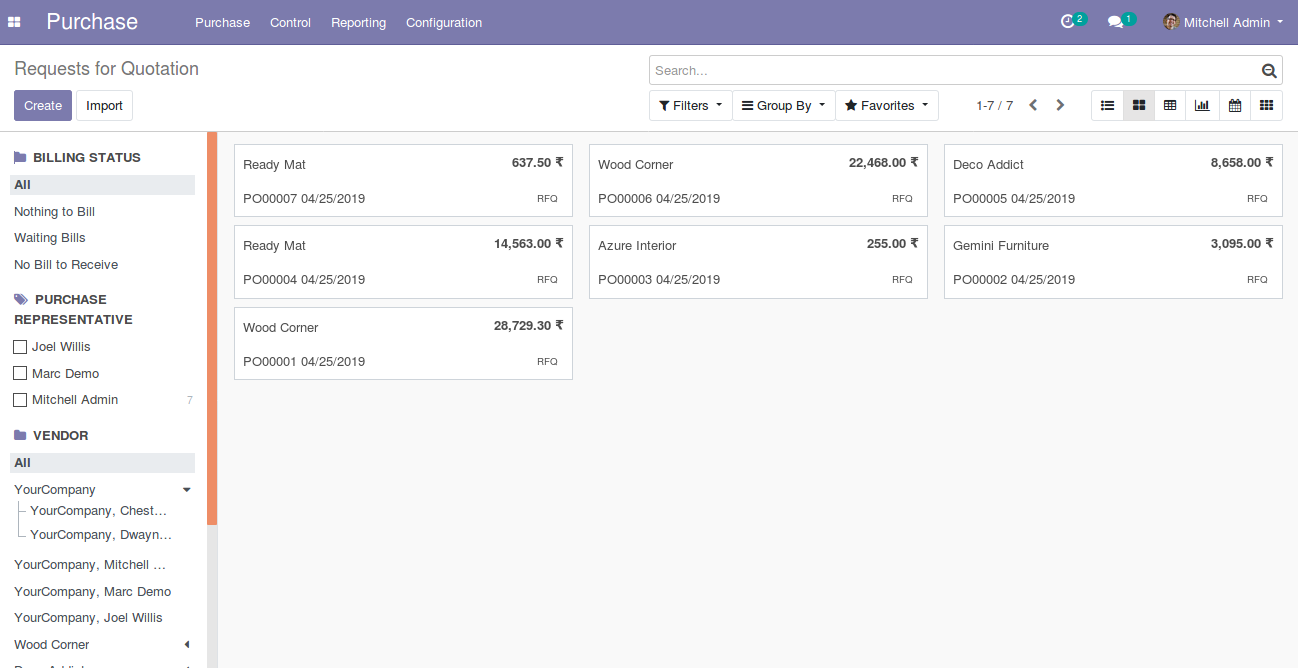 Purchase
Purchase Control Reporting Configuration
2 1 Mitchell Admin
Requests for Quotation
Search...
Create Import
Filters Group By Favorites 1-7 / 7
BILLING STATUS
All
Nothing to Bill
Waiting Bills
No Bill to Receive
PURCHASE
REPRESENTATIVE
Joel Willis
Marc Demo
Mitchell Admin 7
VENDOR
All
YourCompany
YourCompany, Chest...
YourCompany, Dwayn...
YourCompany, Mitchell ...
YourCompany, Marc Demo
YourCompany, Joel Willis
Wood Corner
Ready Mat 637.50 ₹
PO00007 04/25/2019 RFQ
Wood Corner 22,468.00 ₹
PO00006 04/25/2019 RFQ
Deco Addict 8,658.00 ₹
PO00005 04/25/2019 RFQ
Ready Mat 14,563.00 ₹
PO00004 04/25/2019 RFQ
Azure Interior 255.00 ₹
PO00003 04/25/2019 RFQ
Gemini Furniture 3,095.00 ₹
PO00002 04/25/2019 RFQ
Wood Corner 28,729.30 ₹
PO00001 04/25/2019 RFQ